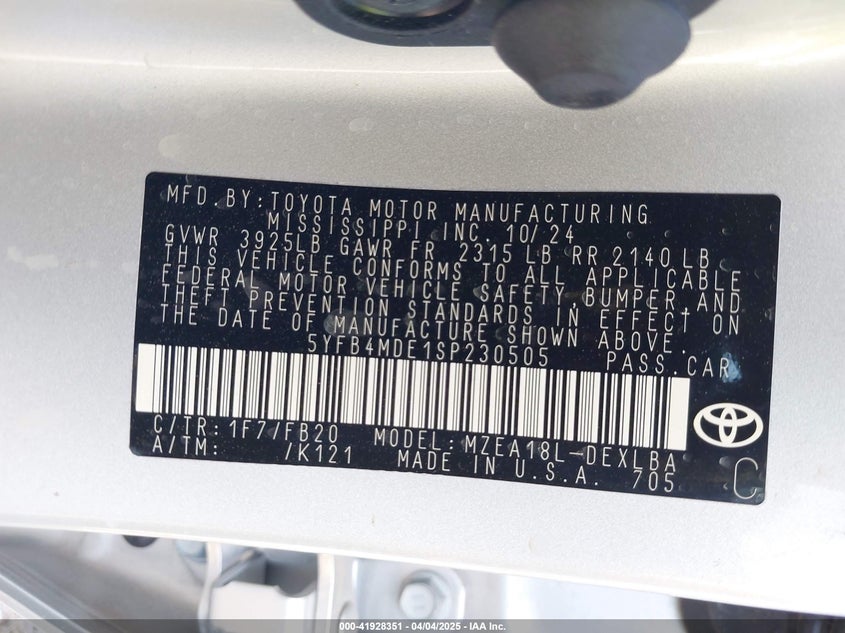 MFD BY: TOYOTA MOTOR MANUFACTURING
MISSISSIPPI, INC. 10/24
GVWR 3925LB GAWR FR 2315 LB RR 2140 LB
THIS VEHICLE CONFORMS TO ALL APPLICABLE
FEDERAL MOTOR VEHICLE SAFETY, BUMPER, AND
THEFT PREVENTION STANDARDS IN EFFECT ON
THE DATE OF MANUFACTURE SHOWN ABOVE.
5YFB4MDE1SP230505 PASS. CAR
C/TR: 1F7/FB20 MODEL: MZEA18L-DEXLBA
A/TM: /K121 MADE IN U.S.A. 705
C
000-41928351 - 04/04/2025 - IAA Inc.